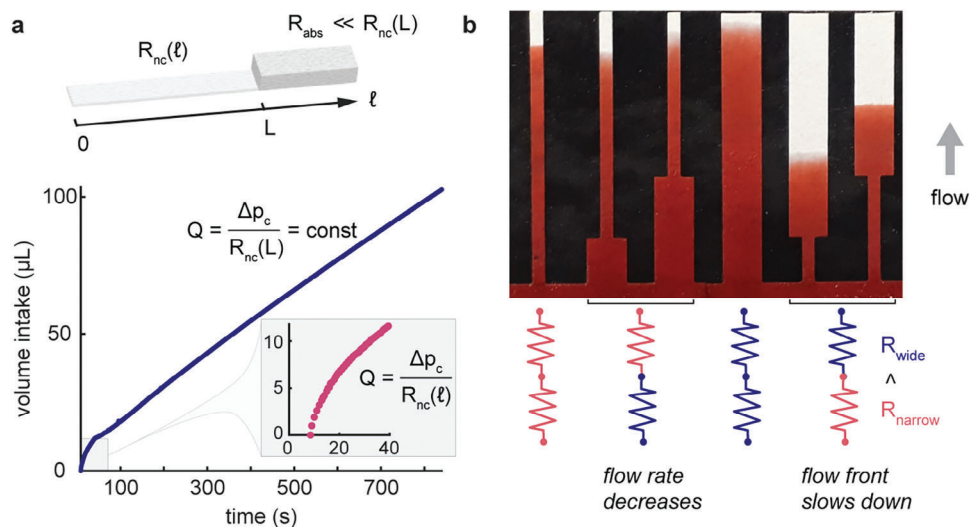 a
R_nc(ℓ)
R_abs << R_nc(L)
0
L
ℓ
volume intake (µL)
100
50
0
Q = Δp_c / R_nc(L) = const
10
5
0
0
20
40
Q = Δp_c / R_nc(ℓ)
100
300
500
700
time (s)
b
flow
R_wide
^
R_narrow
flow rate
decreases
flow front
slows down